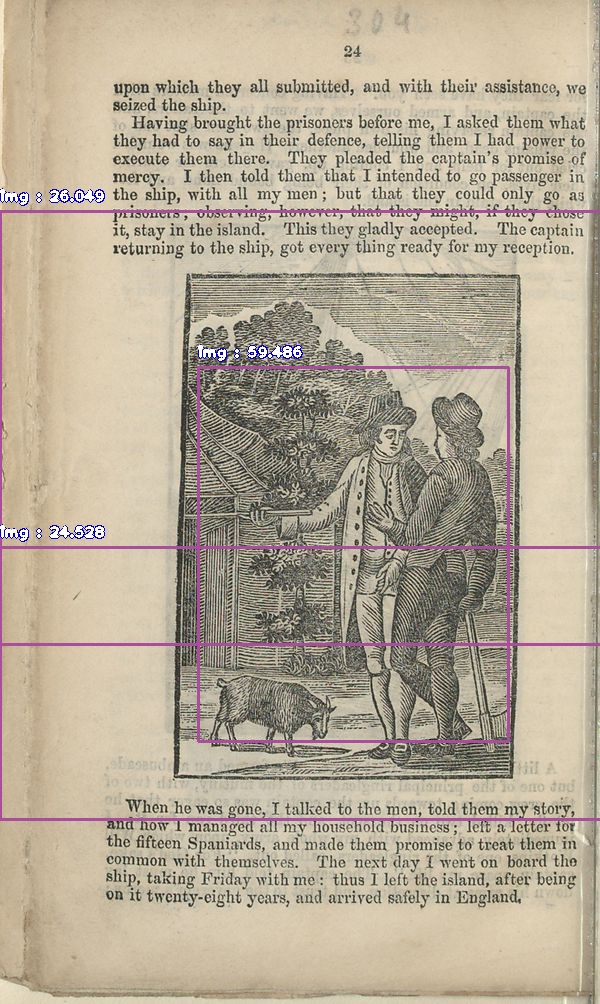 304
24
upon which they all submitted, and with their assistance, we
seized the ship.
Having brought the prisoners before me, I asked them what
they had to say in their defence, telling them I had power to
execute them there. They pleaded the captain's promise of
mercy. I then told them that I intended to go passenger in
Img : 26.049
the ship, with all my men; but that they could only go as
prisoners, observing, however, that they might, if they chose
it, stay in the island. This they gladly accepted. The captain
returning to the ship, got every thing ready for my reception.
Img : 59.486
Img : 24.528
When he was gone, I talked to the men, told them my story,
and how I managed all my household business; left a letter for
the fifteen Spaniards, and made them promise to treat them in
common with themselves. The next day I went on board the
ship, taking Friday with me: thus I left the island, after being
on it twenty-eight years, and arrived safely in England.